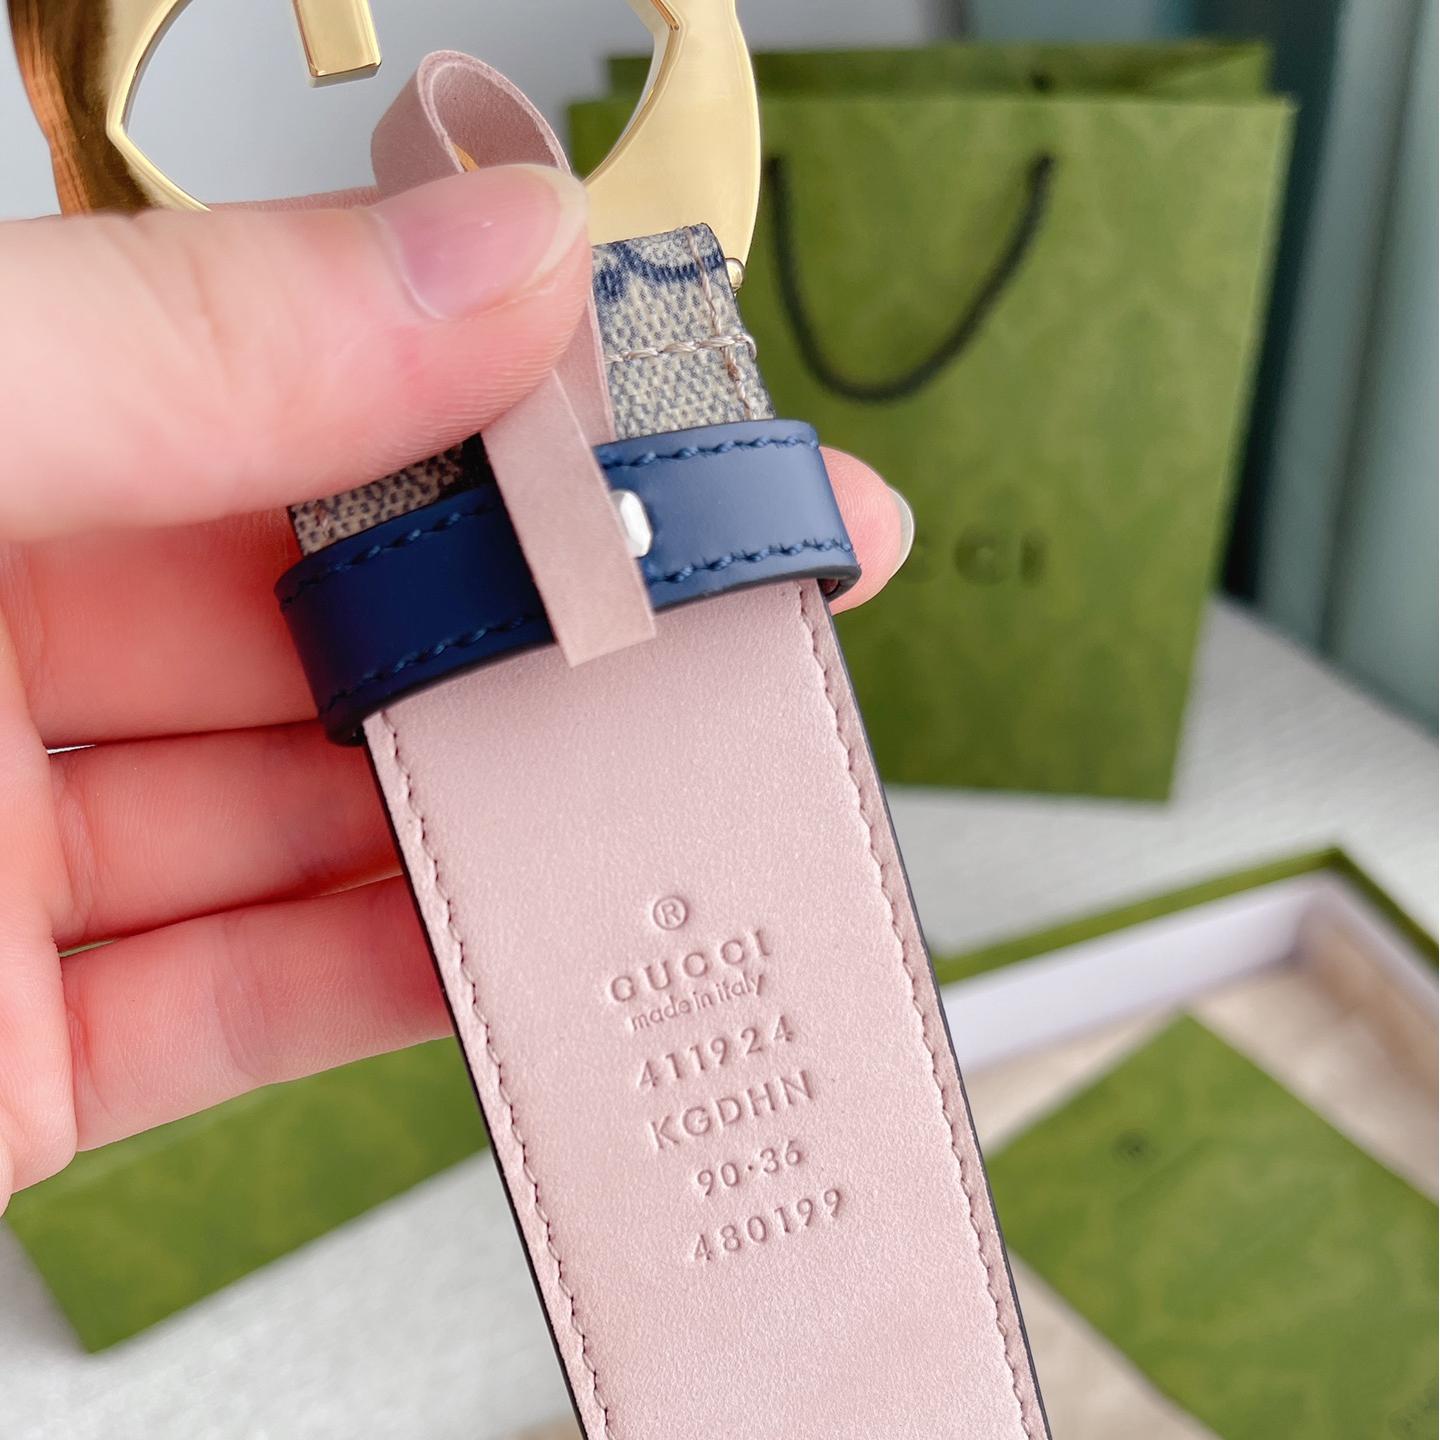 ®
GUCCI
made in italy
411924
KGDHN
90·36
480199